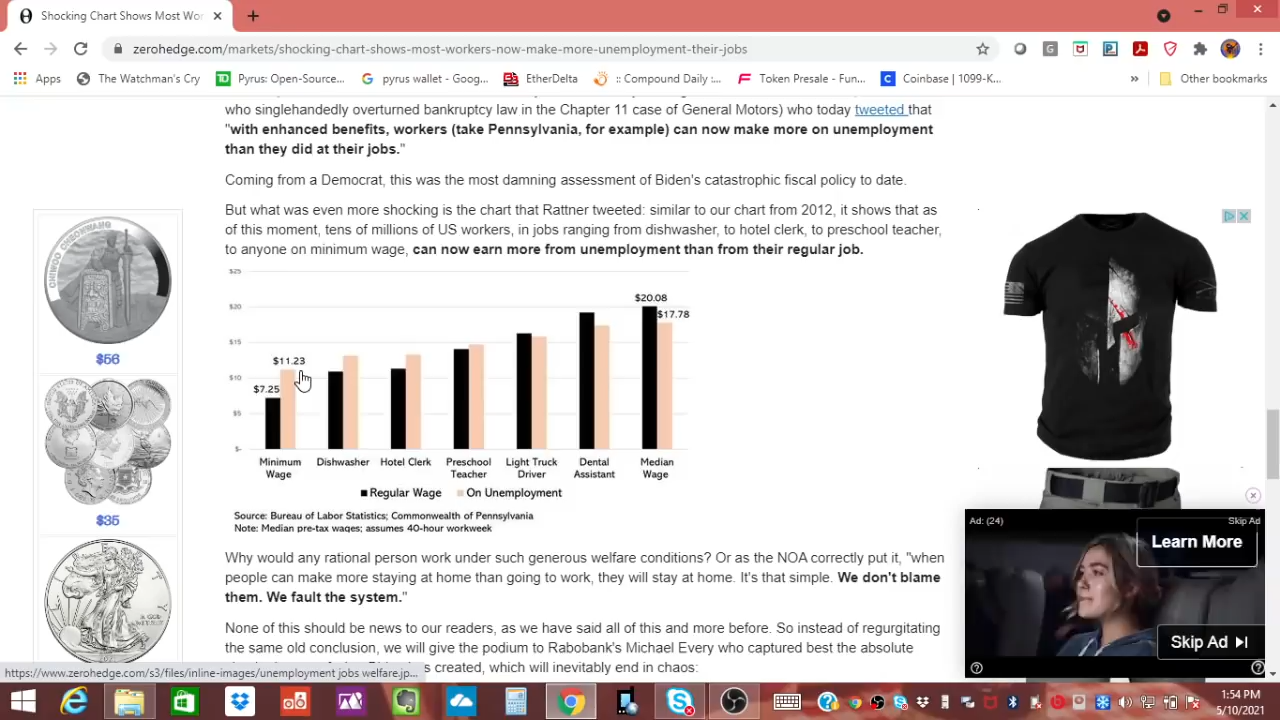 Shocking Chart Shows Most Wor
zerohedge.com/markets/shocking-chart-shows-most-workers-now-make-more-unemployment-their-jobs
Apps
The Watchman's Cry
Pyrus: Open-Source...
pyrus wallet - Goog...
EtherDelta
:: Compound Daily :...
Token Presale - Fun...
Coinbase | 1099-K...
»
Other bookmarks
who singlehandedly overturned bankruptcy law in the Chapter 11 case of General Motors) who today tweeted that
"with enhanced benefits, workers (take Pennsylvania, for example) can now make more on unemployment
than they did at their jobs."
Coming from a Democrat, this was the most damning assessment of Biden's catastrophic fiscal policy to date.
But what was even more shocking is the chart that Rattner tweeted: similar to our chart from 2012, it shows that as
of this moment, tens of millions of US workers, in jobs ranging from dishwasher, to hotel clerk, to preschool teacher,
to anyone on minimum wage, can now earn more from unemployment than from their regular job.
$25
$20
$15
$10
$5
$-
$7.25
$11.23
$20.08
$17.78
Minimum
Wage
Dishwasher
Hotel Clerk
Preschool
Teacher
Light Truck
Driver
Dental
Assistant
Median
Wage
Regular Wage
On Unemployment
Source: Bureau of Labor Statistics; Commonwealth of Pennsylvania
Note: Median pre-tax wages; assumes 40-hour workweek
Why would any rational person work under such generous welfare conditions? Or as the NOA correctly put it, "when
people can make more staying at home than going to work, they will stay at home. It's that simple. We don't blame
them. We fault the system."
None of this should be news to our readers, as we have said all of this and more before. So instead of regurgitating
the same old conclusion, we will give the podium to Rabobank's Michael Every who captured best the absolute
s created, which will inevitably end in chaos:
$56
$35
Ad: (24)
Skip Ad
Learn More
Skip Ad
https://www.zerohedge.com/s3/files/inline-images/unemployment jobs welfare.jp...
1:54 PM
5/10/2021